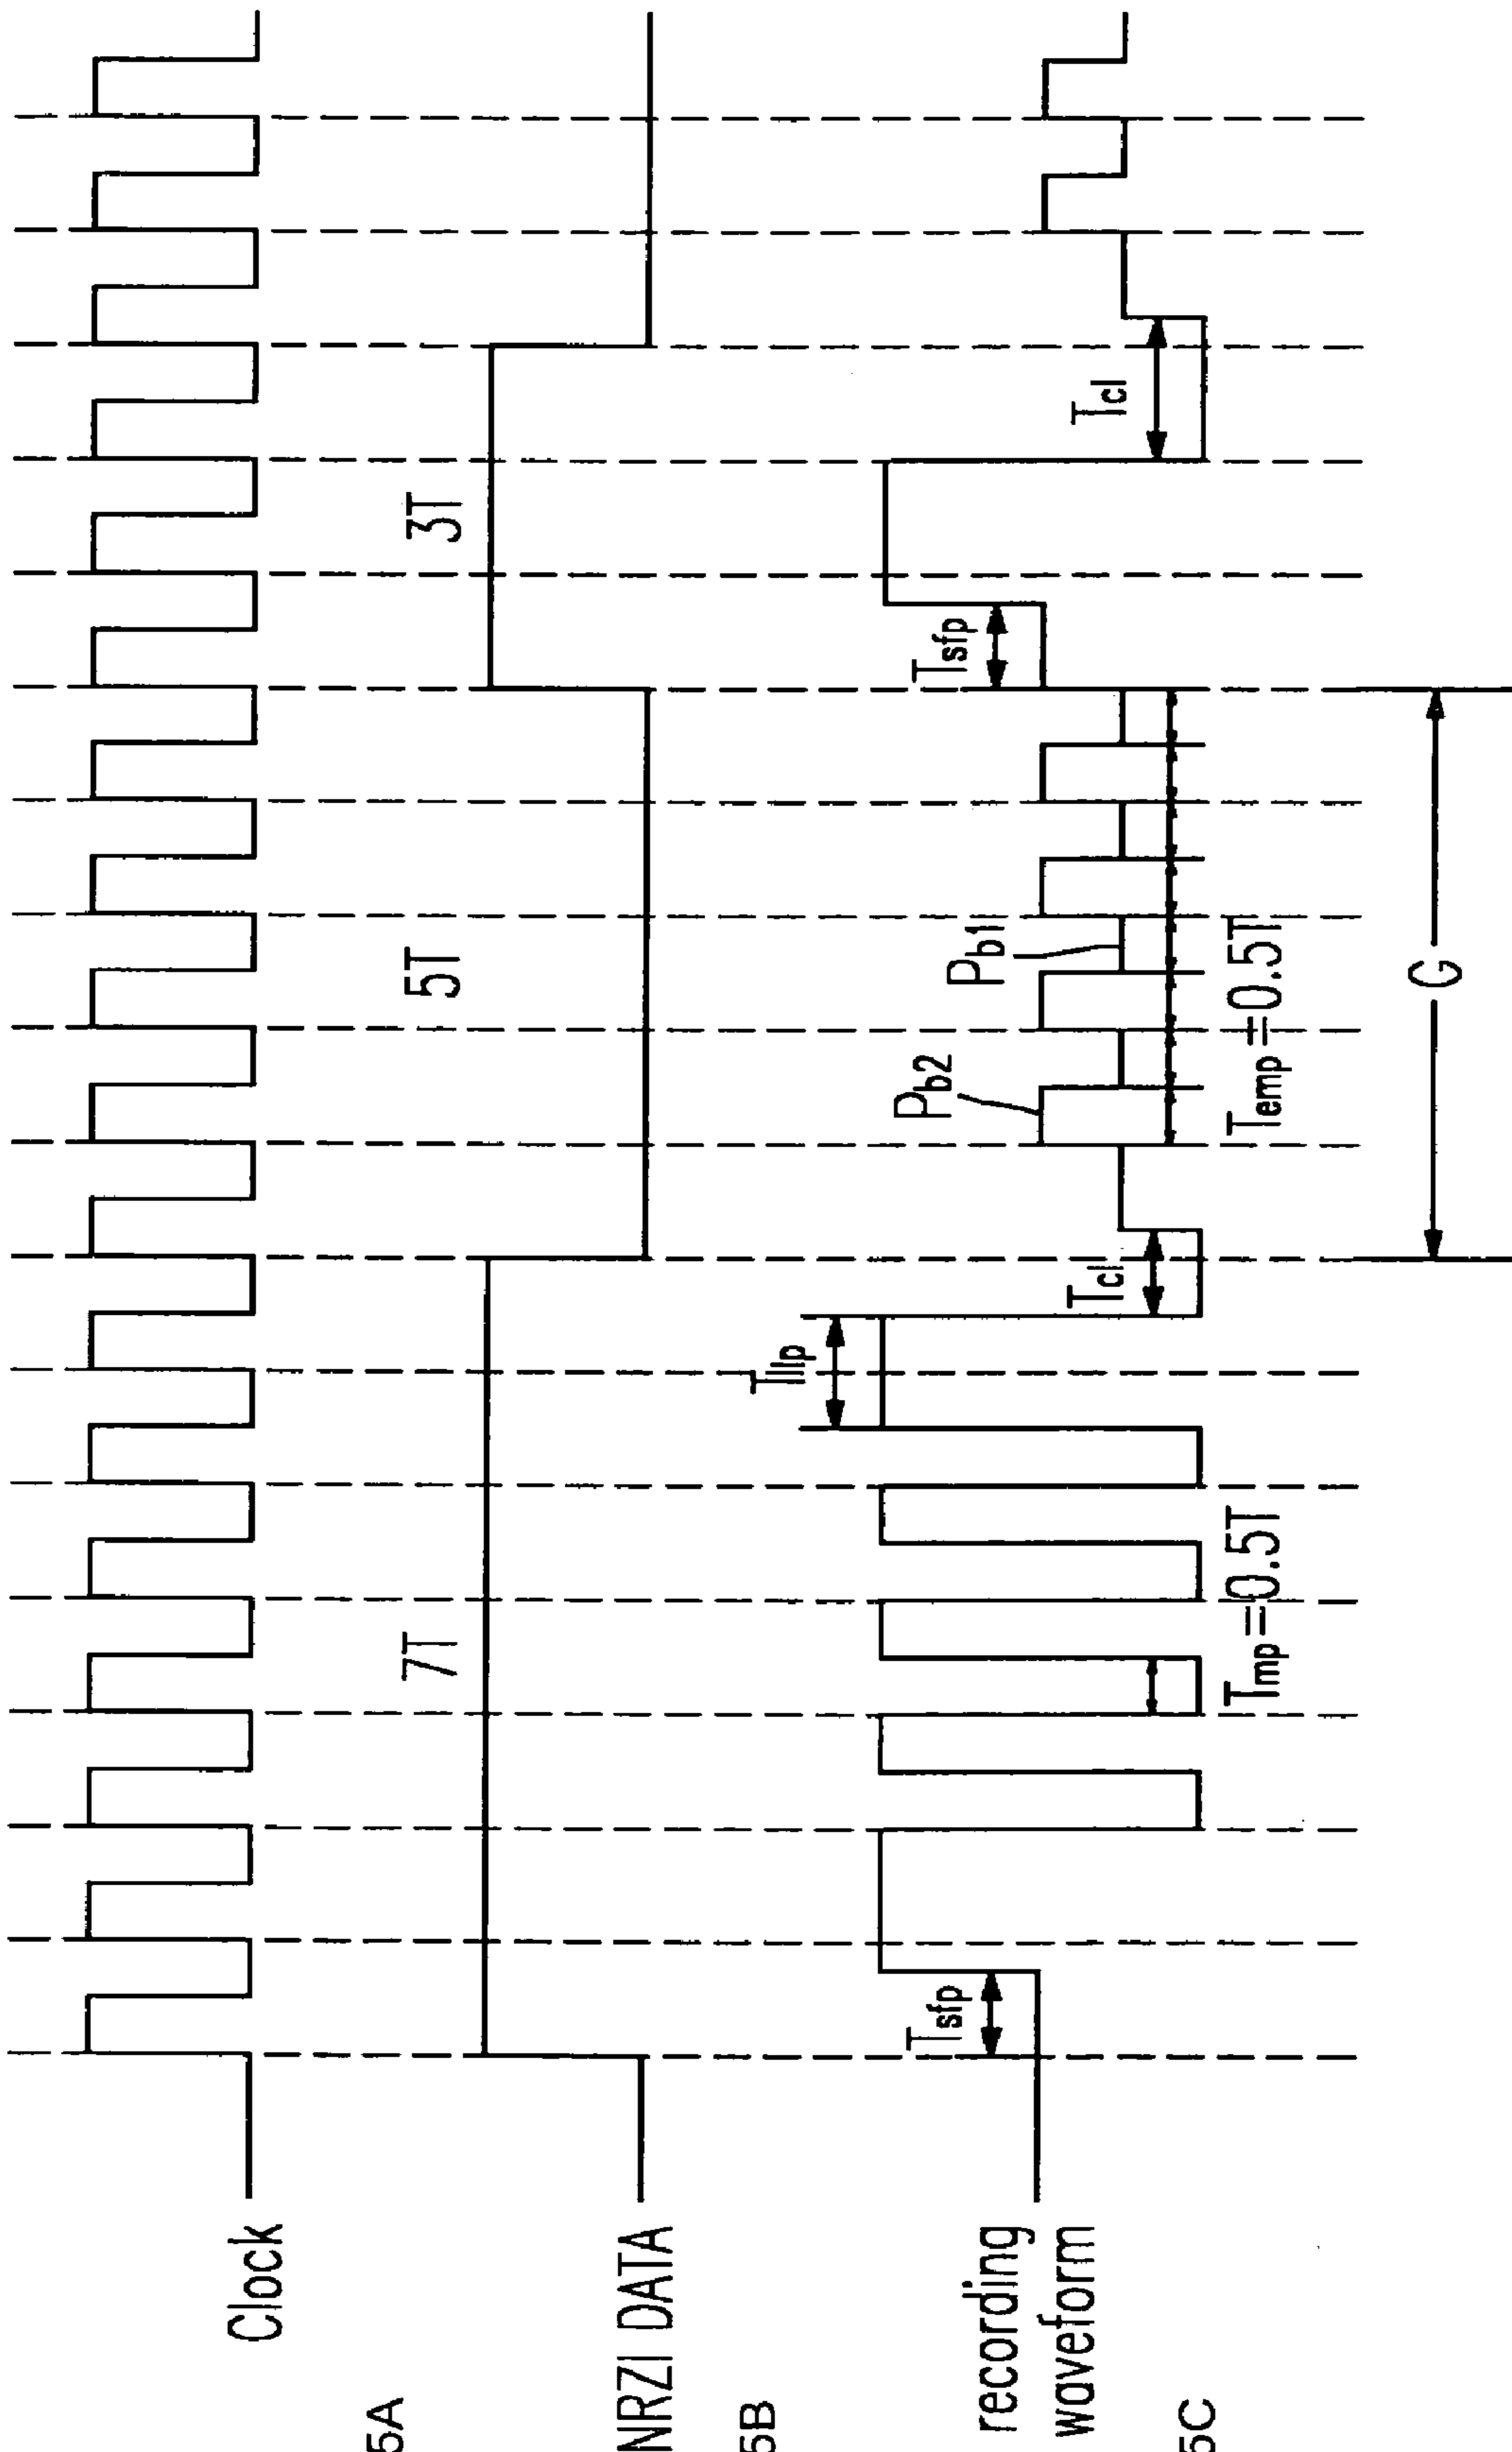 Clock
5A
7T
5T
3T
NRZI DATA
5B
recording
waveform
5C
Tsfp
Tmp=0.5T
Tllp
Tcl
Pb2
Pb1
Temp=0.5T
Tsfp
Tcl
G